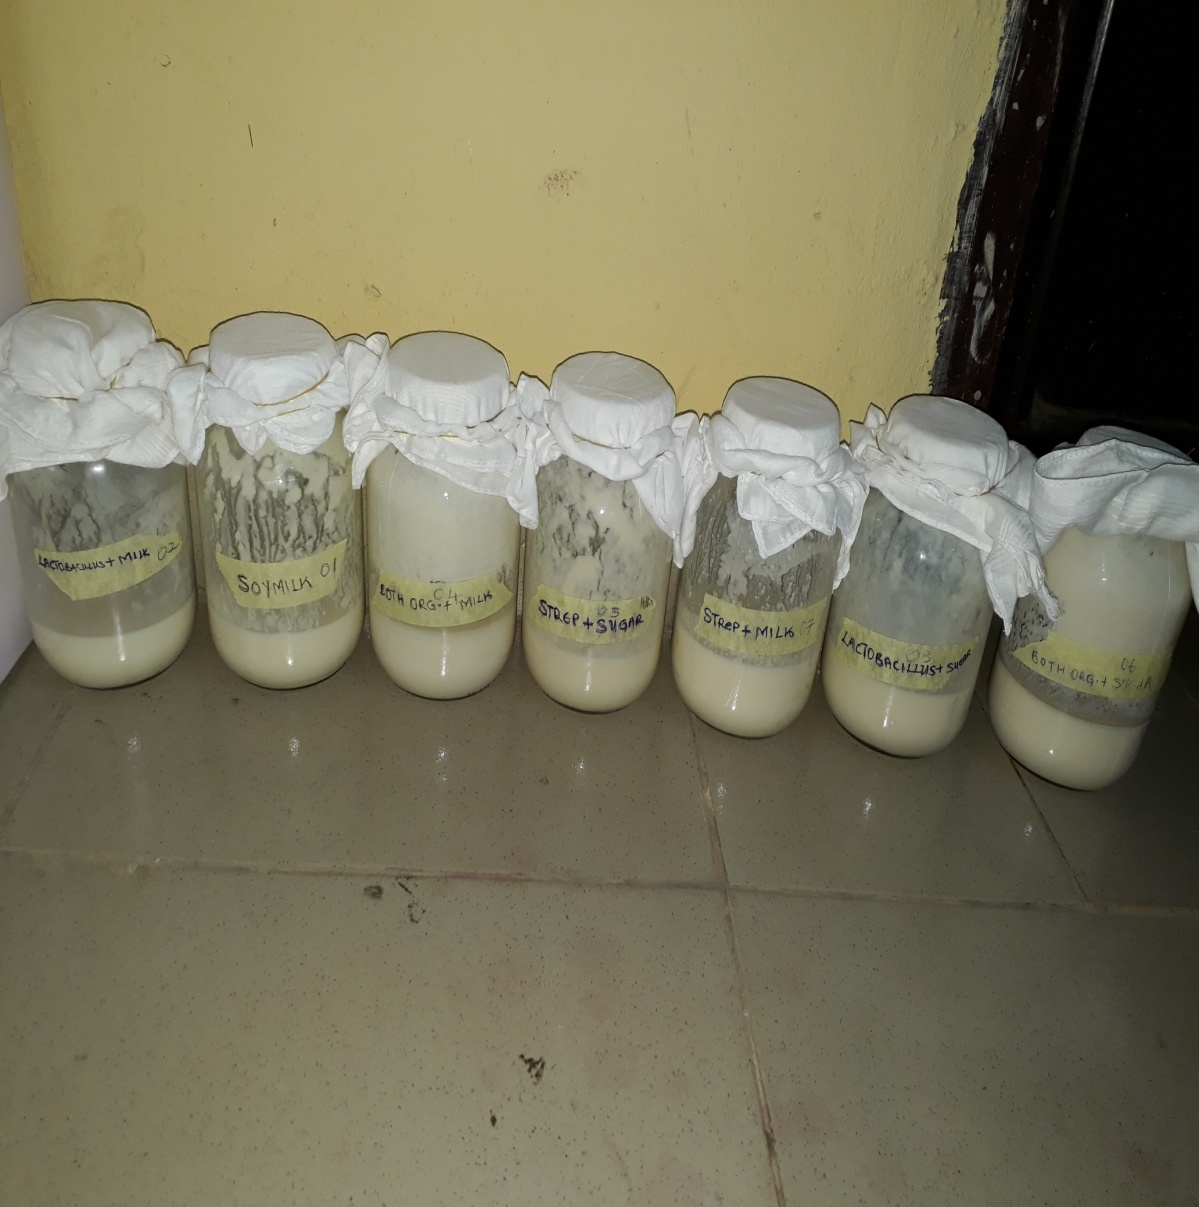 LACTOBACILLUS + MILK 02
SOYMILK 01
04
BOTH ORG. + MILK
05
STREP + SUGAR
STREP + MILK 07
03
LACTOBACILLUS + SUGAR
06
BOTH ORG. + SUGAR